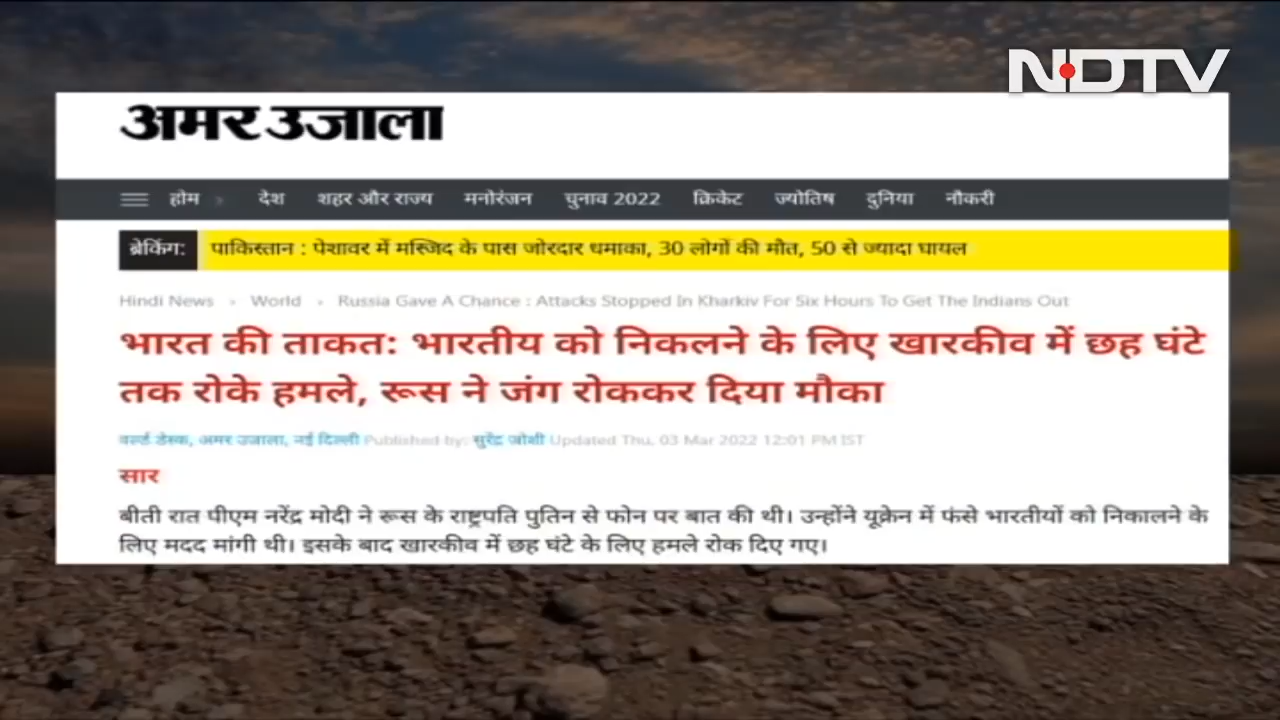 NDTV
अमर उजाला
होम › देश शहर और राज्य मनोरंजन चुनाव 2022 क्रिकेट ज्योतिष दुनिया नौकरी
ब्रेकिंग: पाकिस्तान : पेशावर में मस्जिद के पास जोरदार धमाका, 30 लोगों की मौत, 50 से ज्यादा घायल
Hindi News › World › Russia Gave A Chance : Attacks Stopped In Kharkiv For Six Hours To Get The Indians Out
भारत की ताकत: भारतीय को निकलने के लिए खारकीव में छह घंटे
तक रोके हमले, रूस ने जंग रोककर दिया मौका
वर्ल्ड डेस्क, अमर उजाला, नई दिल्ली Published by: सुरेंद्र जोशी Updated Thu, 03 Mar 2022 12:01 PM IST
सार
बीती रात पीएम नरेंद्र मोदी ने रूस के राष्ट्रपति पुतिन से फोन पर बात की थी। उन्होंने यूक्रेन में फंसे भारतीयों को निकालने के
लिए मदद मांगी थी। इसके बाद खारकीव में छह घंटे के लिए हमले रोक दिए गए।